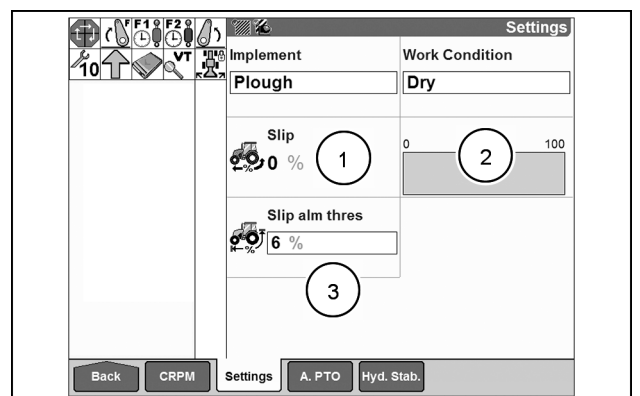 F F1 F2 Settings
10 VT
Implement Work Condition
Plough Dry
Slip
0 % 1
0 2 100
Slip alm thres
6 %
3
Back CRPM Settings A. PTO Hyd. Stab.